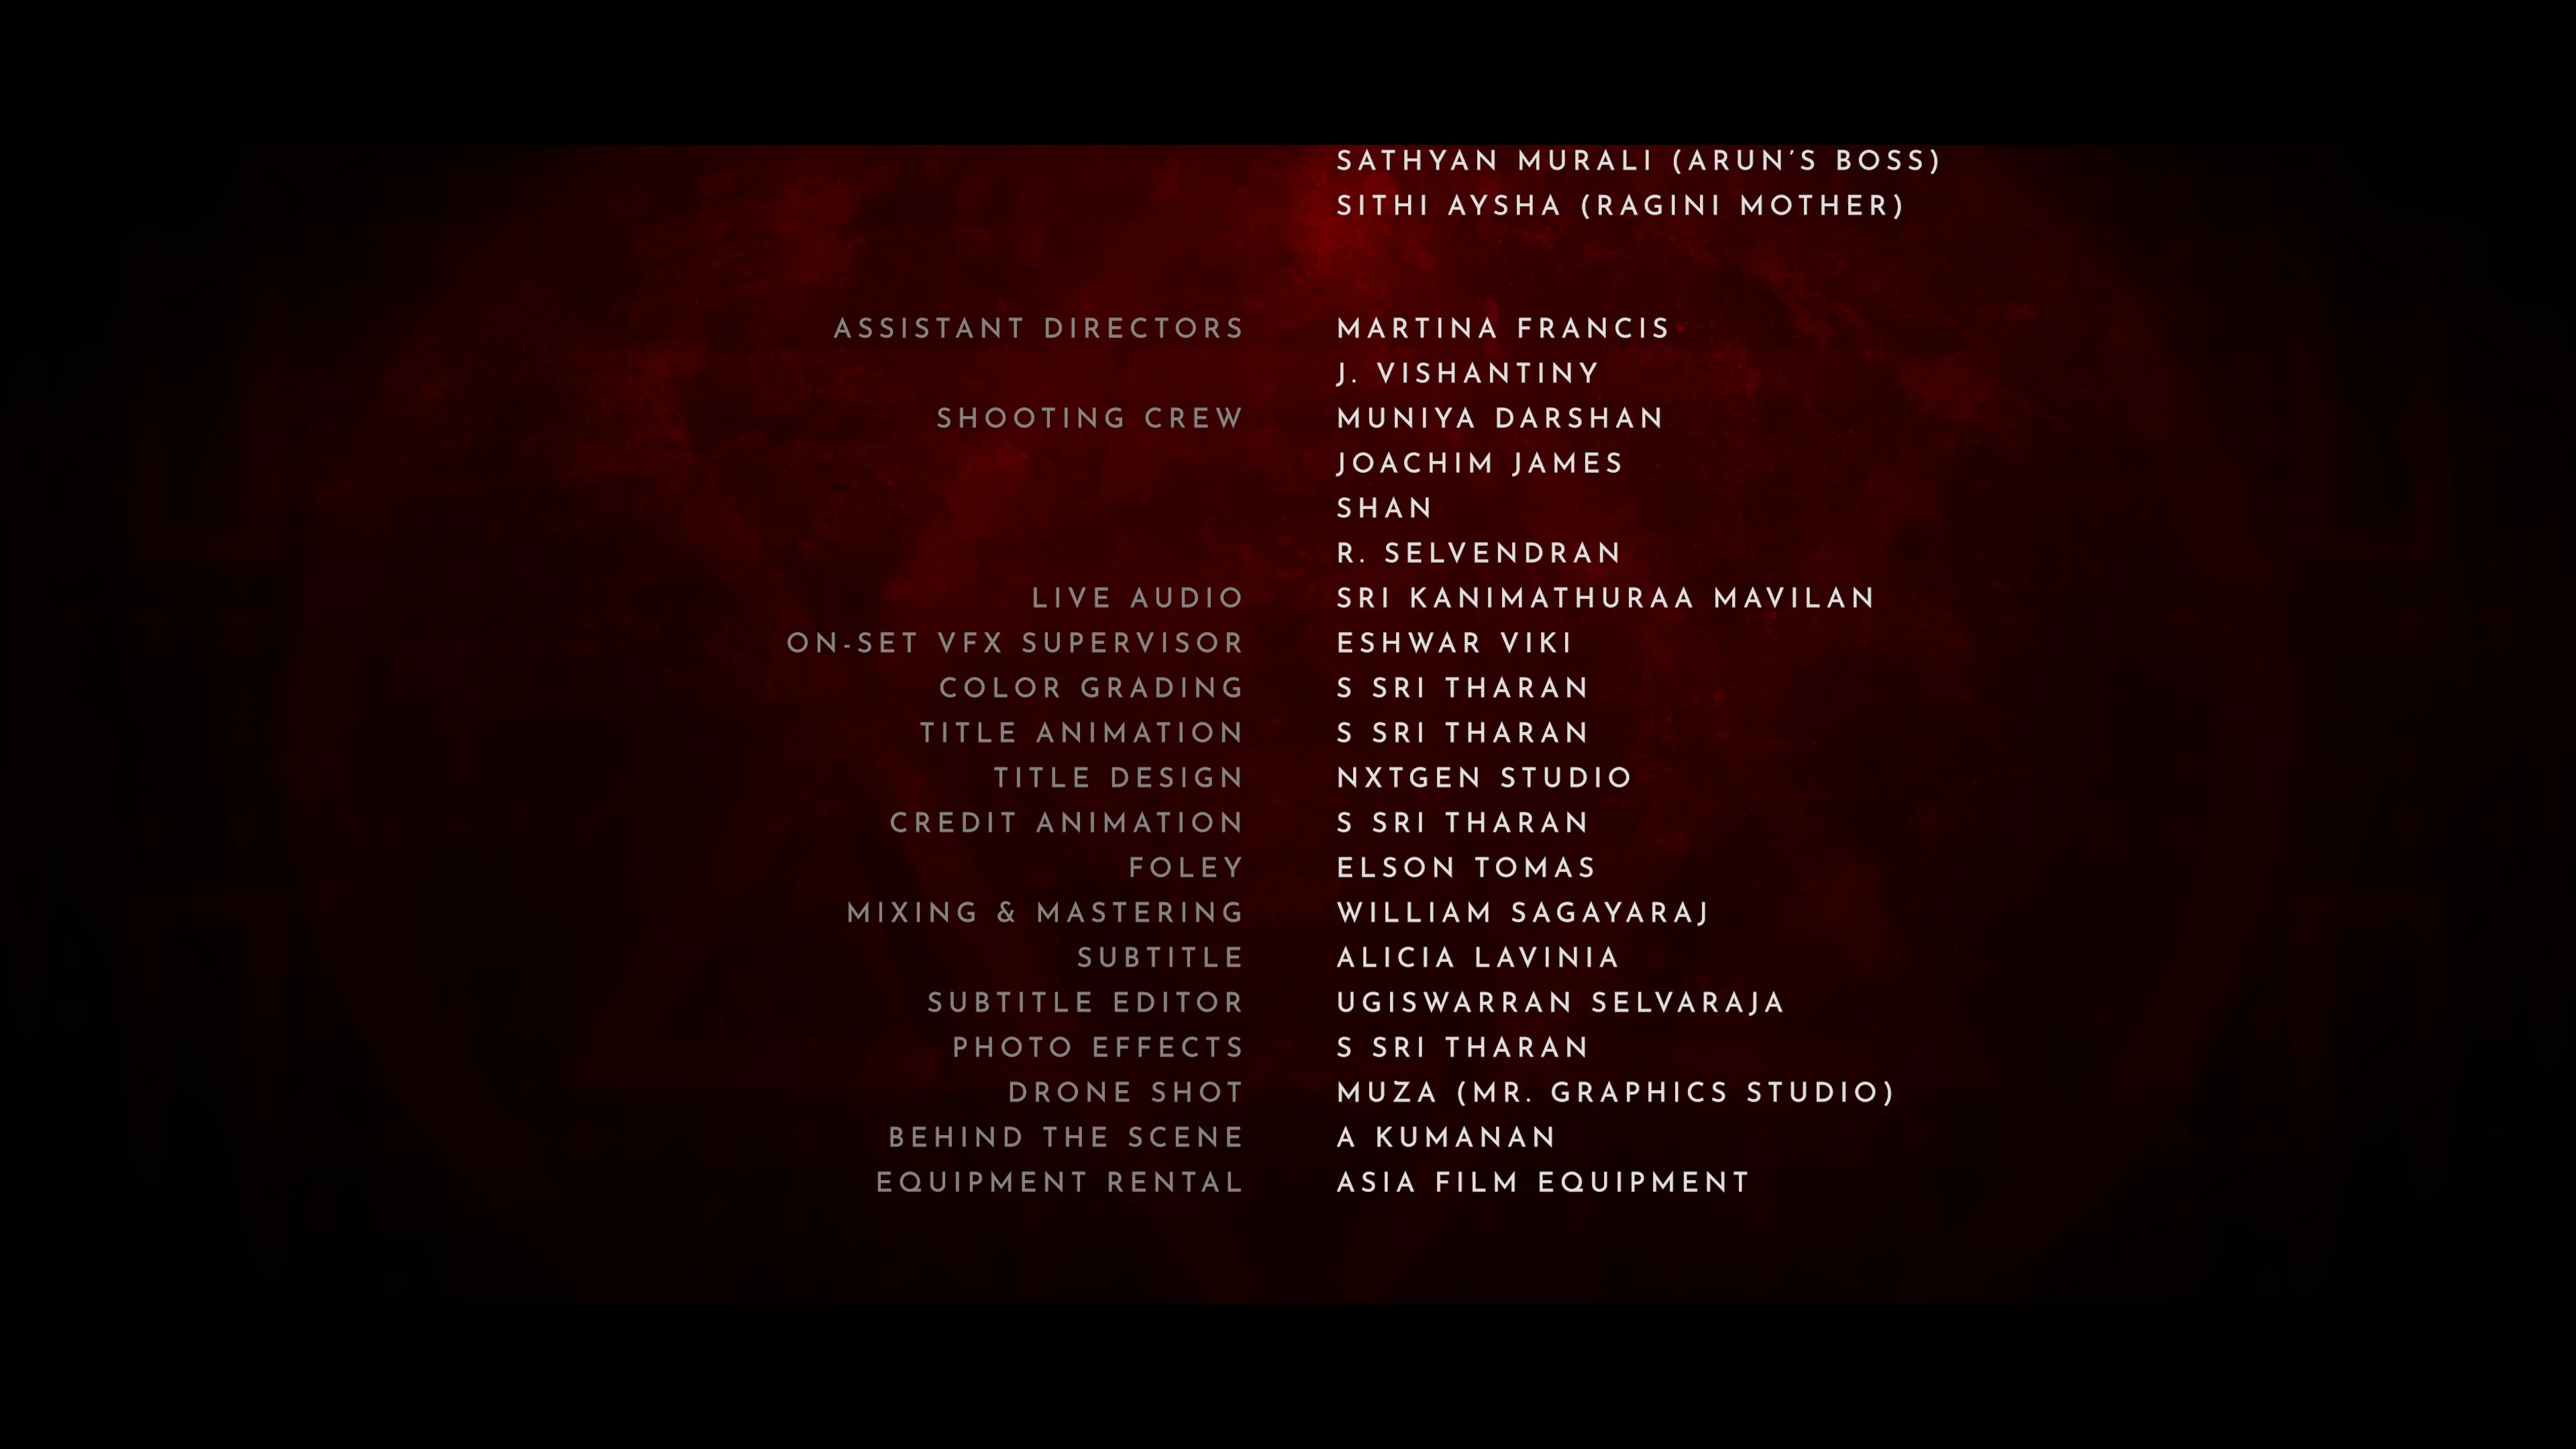 SATHYAN MURALI (ARUN'S BOSS)
SITHI AYSHA (RAGINI MOTHER)
ASSISTANT DIRECTORS MARTINA FRANCIS
J. VISHANTINY
SHOOTING CREW MUNIYA DARSHAN
JOACHIM JAMES
SHAN
R. SELVENDRAN
LIVE AUDIO SRI KANIMATHURAA MAVILAN
ON-SET VFX SUPERVISOR ESHWAR VIKI
COLOR GRADING S SRI THARAN
TITLE ANIMATION S SRI THARAN
TITLE DESIGN NXTGEN STUDIO
CREDIT ANIMATION S SRI THARAN
FOLEY ELSON TOMAS
MIXING & MASTERING WILLIAM SAGAYARAJ
SUBTITLE ALICIA LAVINIA
SUBTITLE EDITOR UGISWARRAN SELVARAJA
PHOTO EFFECTS S SRI THARAN
DRONE SHOT MUZA (MR. GRAPHICS STUDIO)
BEHIND THE SCENE A KUMANAN
EQUIPMENT RENTAL ASIA FILM EQUIPMENT